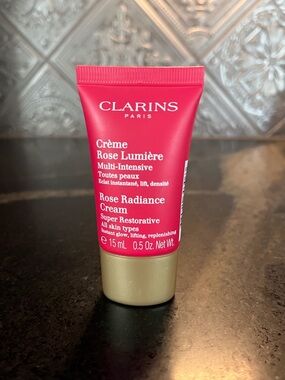 CLARINS
PARIS
Crème
Rose Lumière
Multi-Intensive
Toutes peaux
Eclat instantané, lift, densité
Rose Radiance
Cream
Super Restorative
All skin types
Instant glow, lifting, replenishing
℮ 15 mL 0.5 Oz. Net Wt.